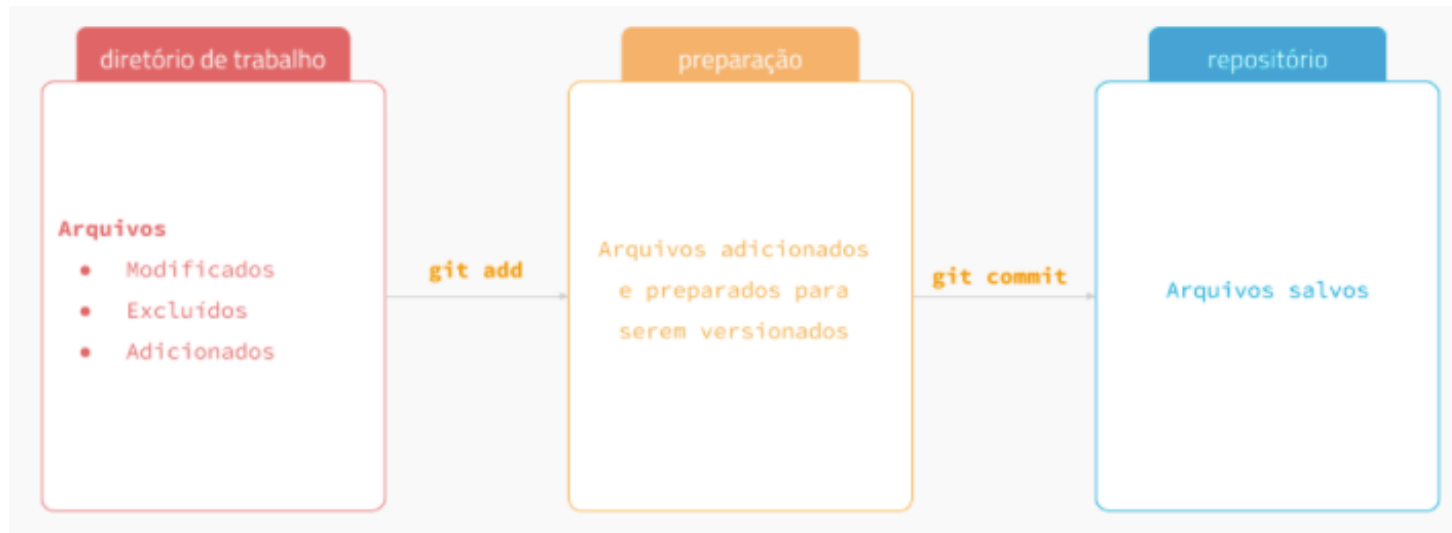 diretório de trabalho
preparação
repositório
Arquivos
● Modificados
● Excluídos
● Adicionados
git add
Arquivos adicionados
e preparados para
serem versionados
git commit
Arquivos salvos